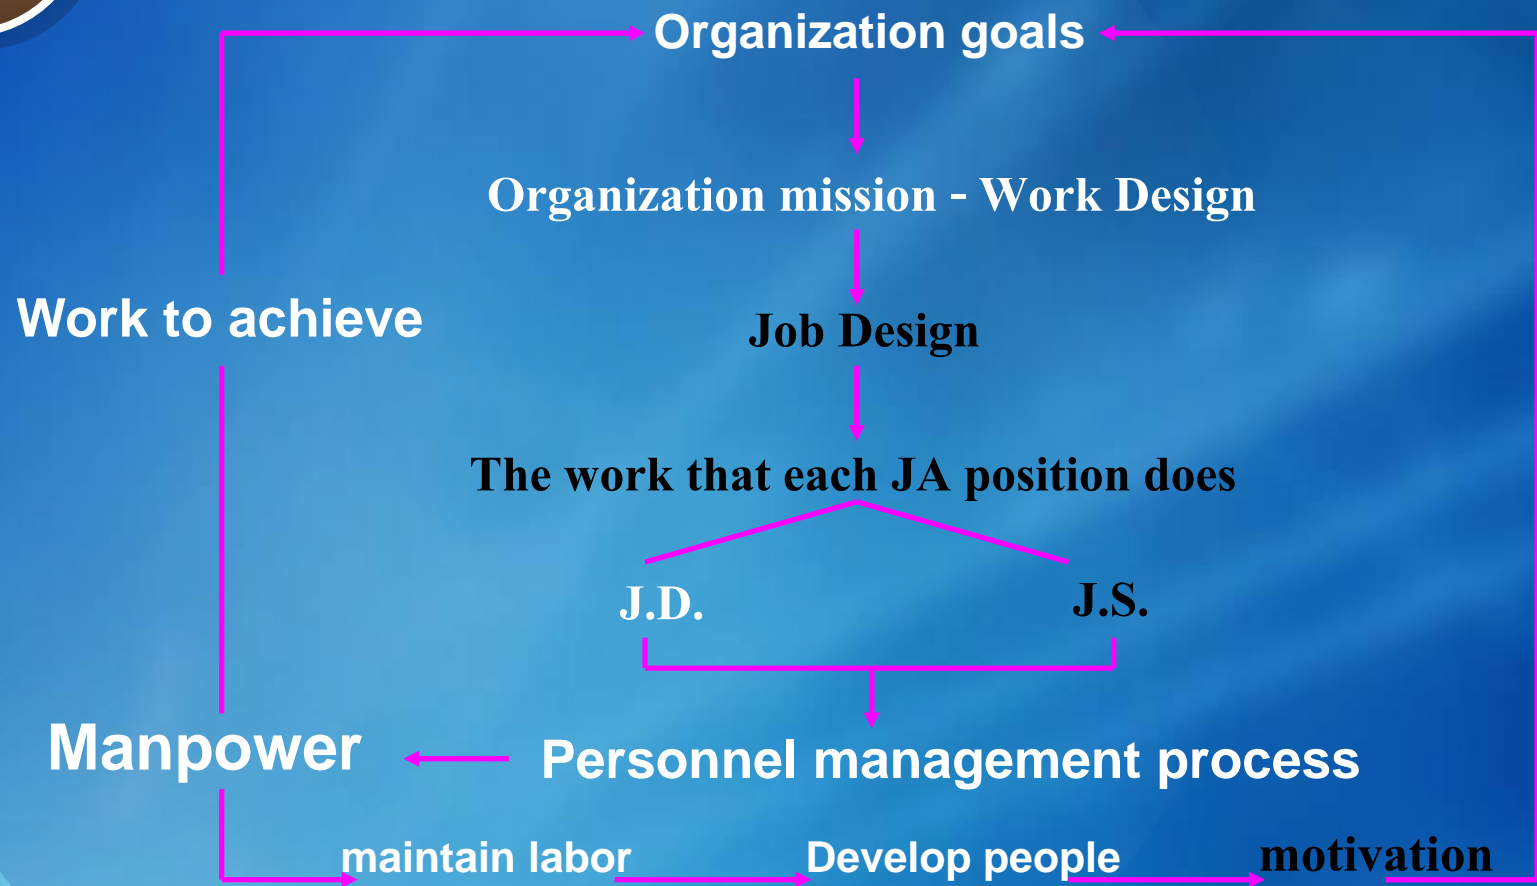 Organization goals
Organization mission - Work Design
Work to achieve
Job Design
The work that each JA position does
J.D.
J.S.
Manpower
Personnel management process
maintain labor
Develop people
motivation